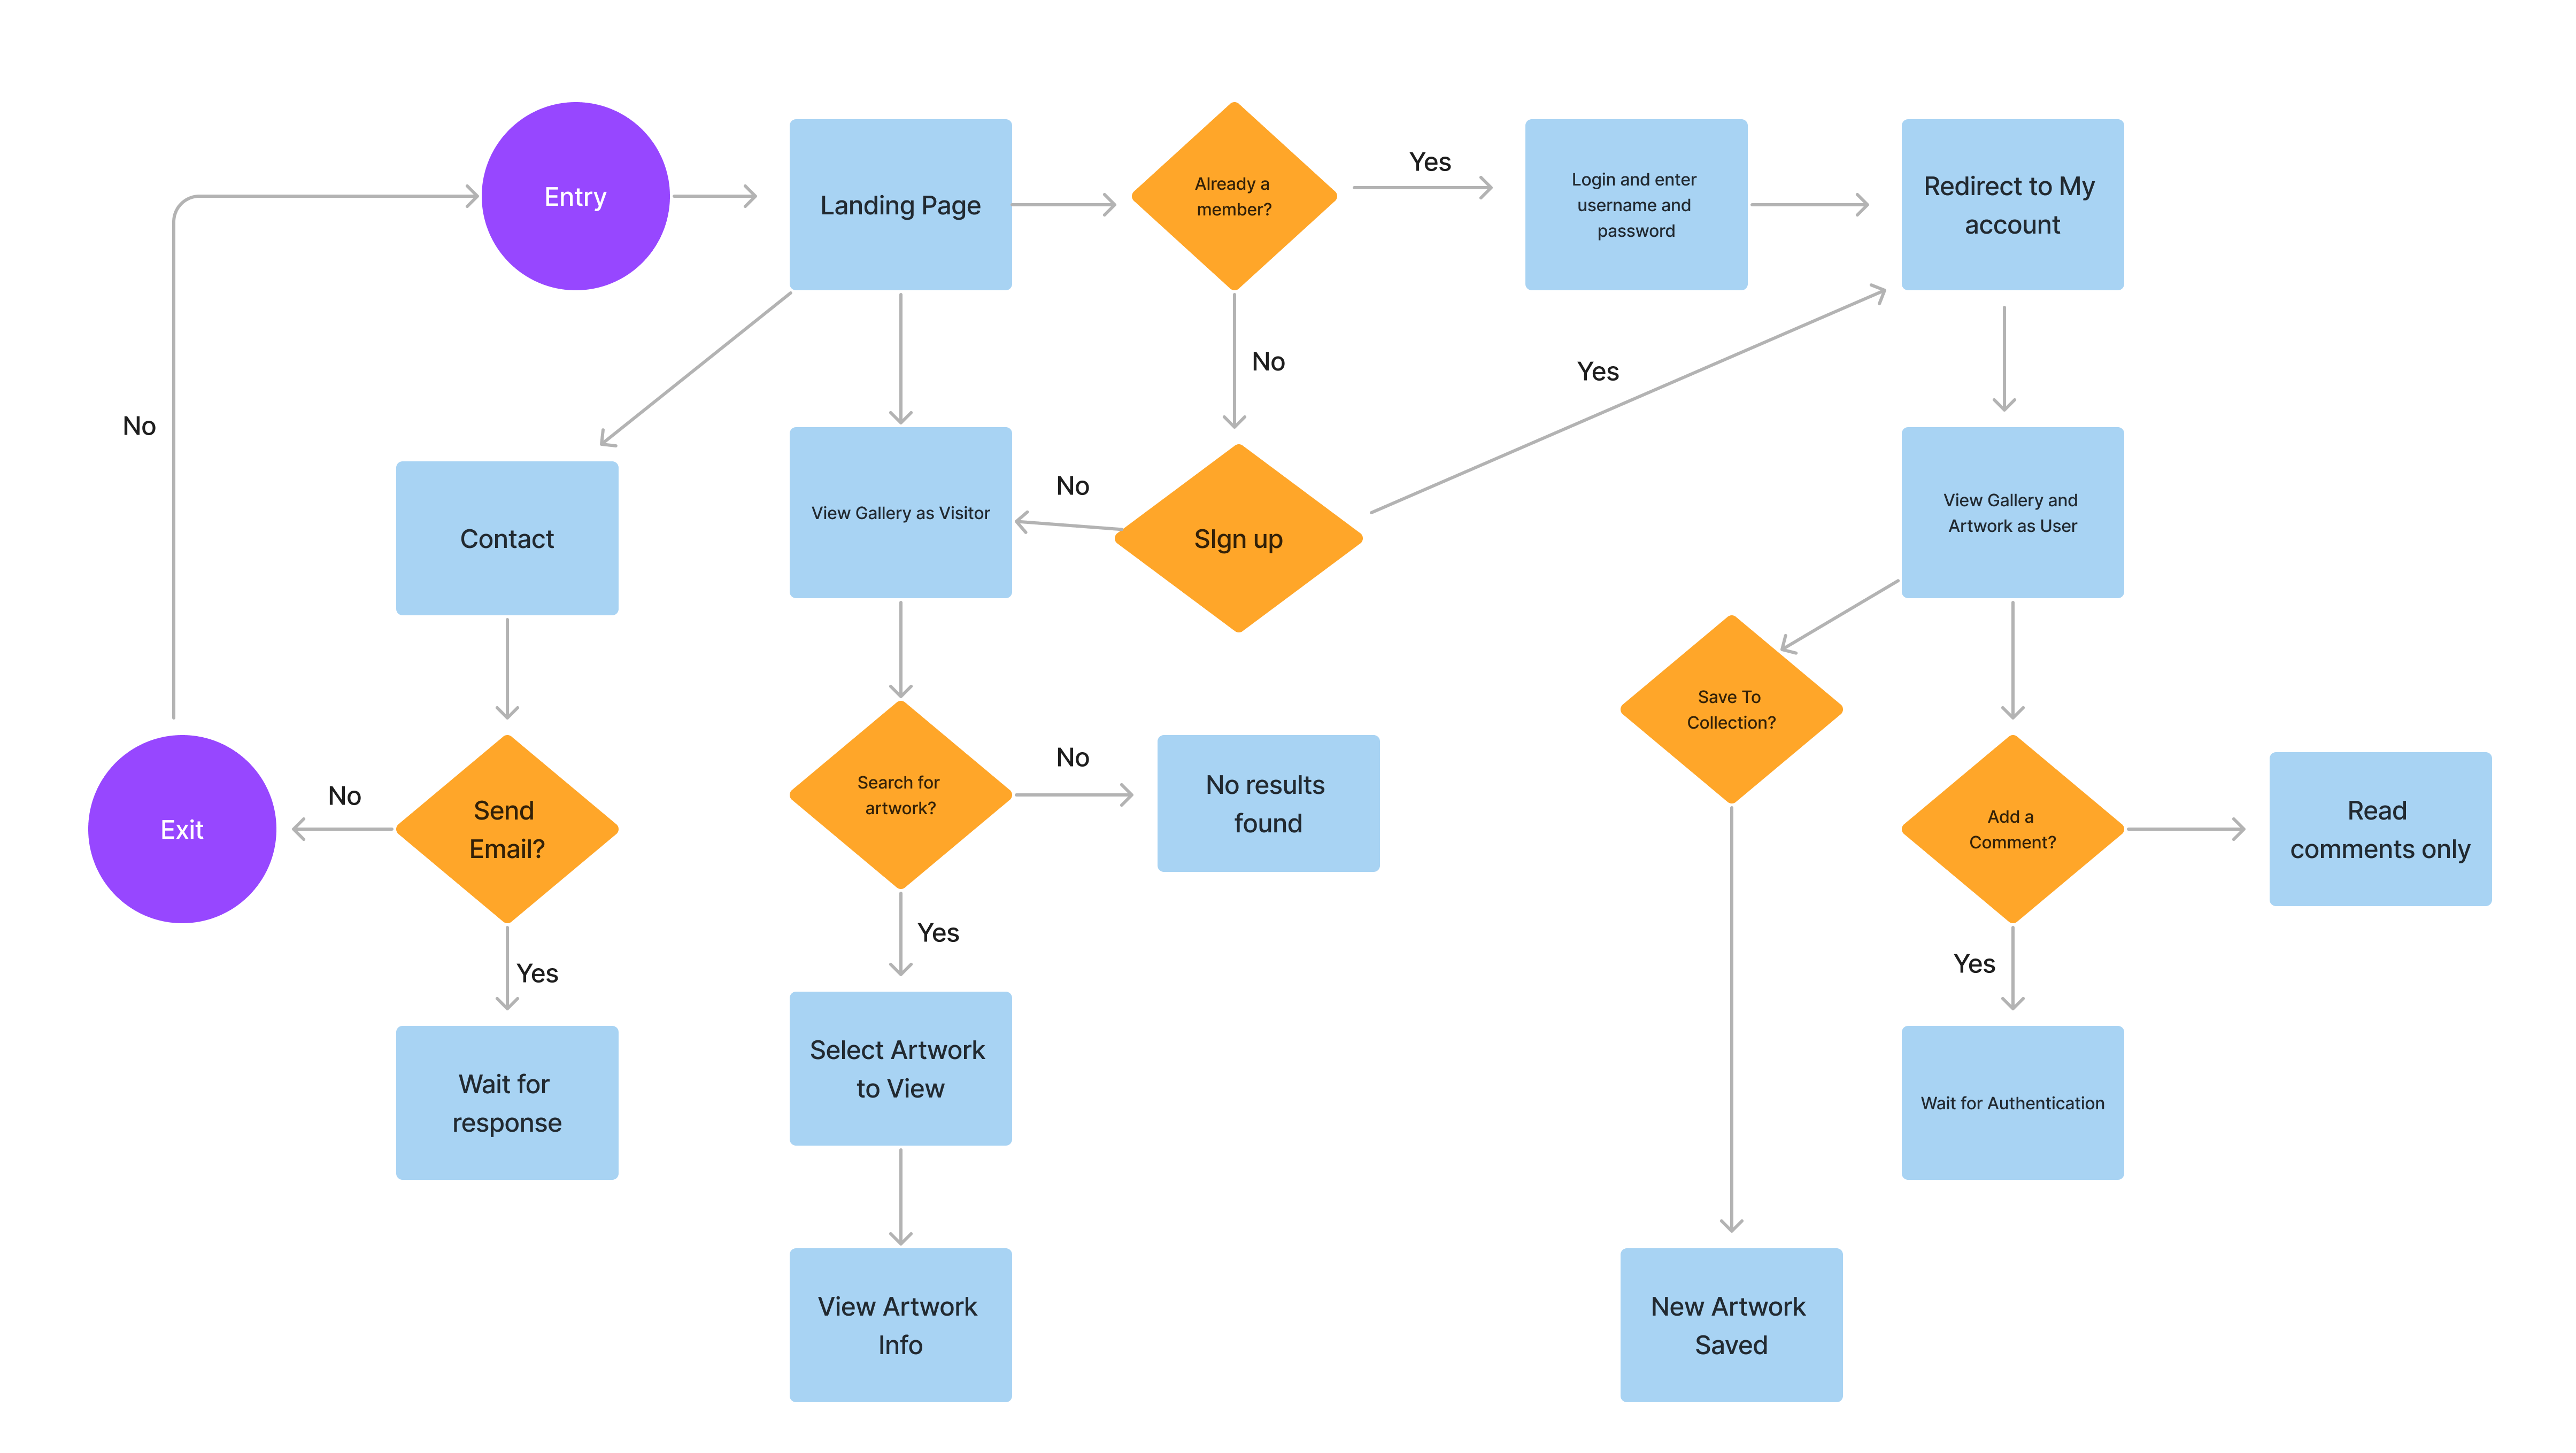 Entry
Landing Page
Already a
member?
Yes
Login and enter
username and
password
Redirect to My
account
No
No
Yes
Contact
View Gallery as Visitor
No
SIgn up
View Gallery and
Artwork as User
Save To
Collection?
Exit
No
Send
Email?
Search for
artwork?
No
No results
found
Add a
Comment?
Read
comments only
Yes
Yes
Yes
Wait for
response
Select Artwork
to View
Wait for Authentication
View Artwork
Info
New Artwork
Saved